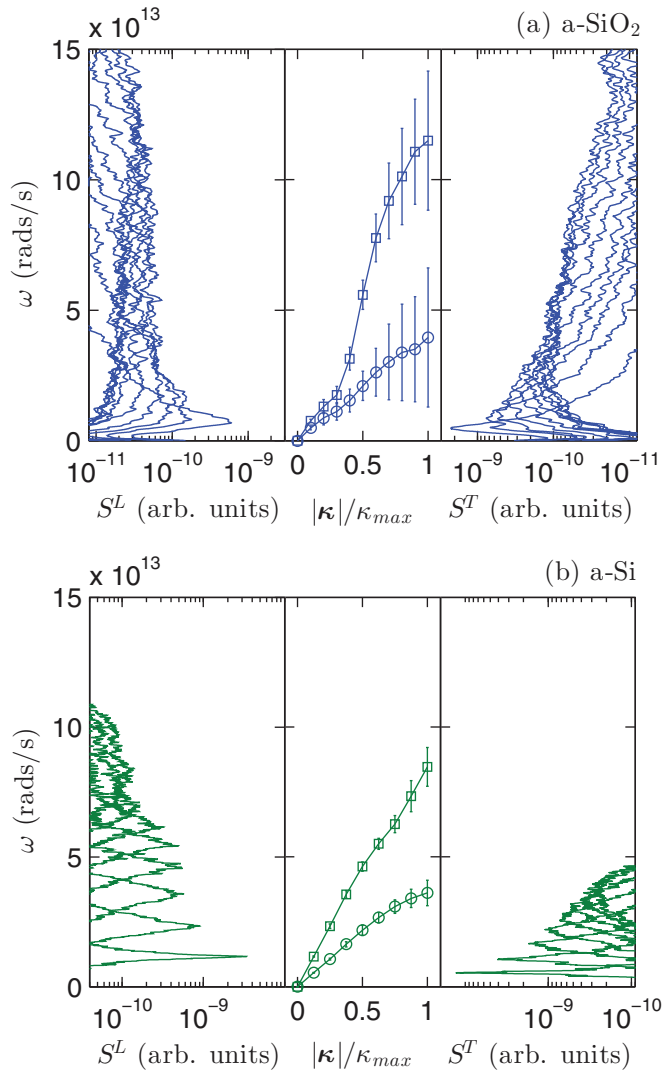 x 10^13
(a) a-SiO₂
15
10
5
0
ω (rads/s)
10^−11 10^−10 10^−9
0 0.5 1
10^−9 10^−10 10^−11
S^L (arb. units)
|κ|/κ_max
S^T (arb. units)
x 10^13
(b) a-Si
15
10
5
0
ω (rads/s)
10^−10 10^−9
0 0.5 1
10^−9 10^−10
S^L (arb. units)
|κ|/κ_max
S^T (arb. units)